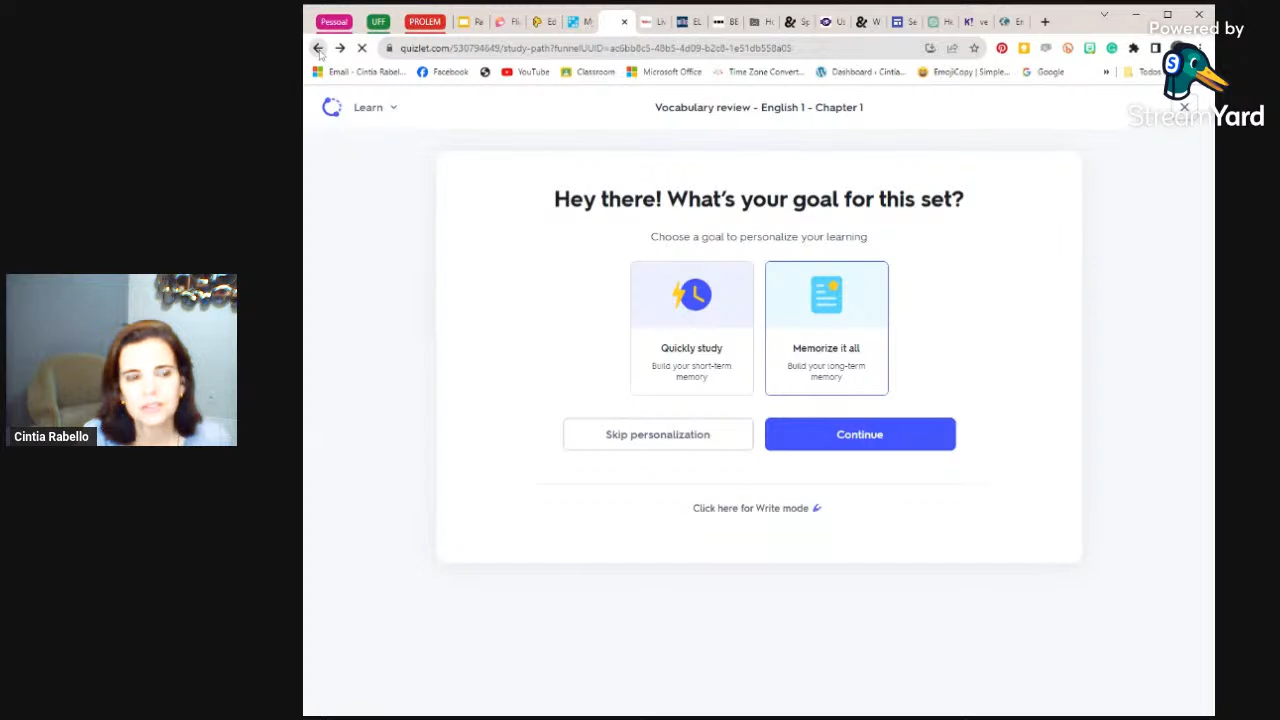 Pessoal
UFF
PROLEM
BE
quizlet.com/530794649/study-path?funnelUUID=ac6bb8c5-48b5-4d09-b2c8-1e51db558a05
Email - Cintia Rabel...
Facebook
YouTube
Classroom
Microsoft Office
Time Zone Convert...
Dashboard ‹ Cintia...
EmojiCopy | Simple...
Google
»
Todos
Powered by
StreamYard
Learn
Vocabulary review - English 1 - Chapter 1
Hey there! What's your goal for this set?
Choose a goal to personalize your learning
Quickly study
Build your short-term
memory
Memorize it all
Build your long-term
memory
Skip personalization
Continue
Click here for Write mode
Cintia Rabello